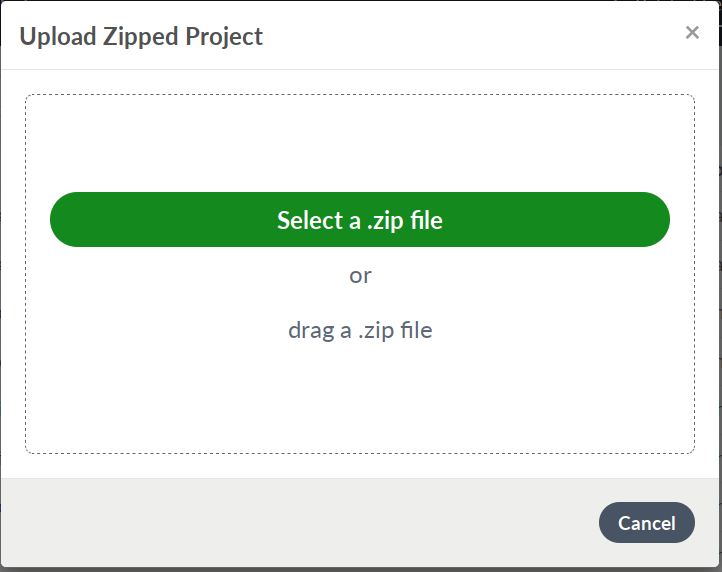 Upload Zipped Project
×
Select a .zip file
or
drag a .zip file
Cancel